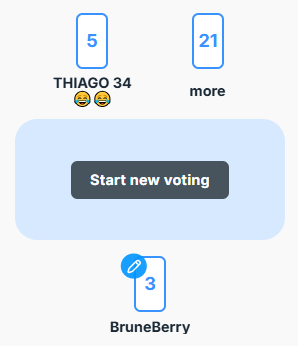 5
21
THIAGO 34
😂😂
more
Start new voting
3
BruneBerry